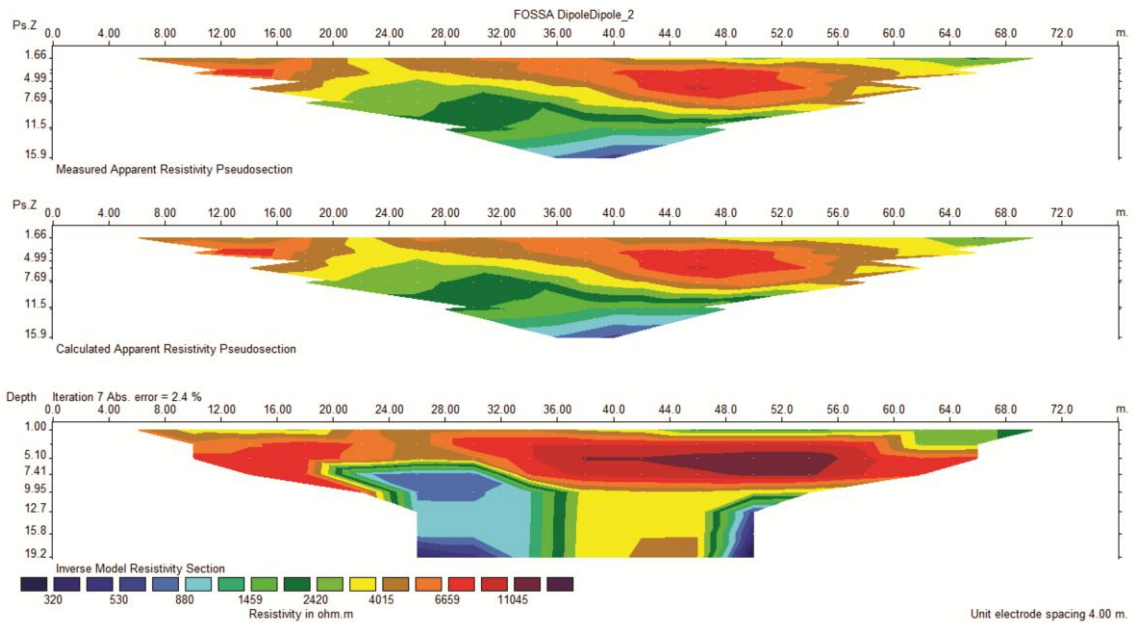 FOSSA DipoleDipole_2
Ps.Z
0.0 4.00 8.00 12.00 16.00 20.00 24.00 28.00 32.00 36.00 40.00 44.0 48.0 52.0 56.0 60.0 64.0 68.0 72.0 m.
1.66
4.99
7.69
11.5
15.9
Measured Apparent Resistivity Pseudosection
Ps.Z
0.0 4.00 8.00 12.00 16.00 20.00 24.00 28.00 32.00 36.00 40.00 44.0 48.0 52.0 56.0 60.0 64.0 68.0 72.0 m.
1.66
4.99
7.69
11.5
15.9
Calculated Apparent Resistivity Pseudosection
Depth Iteration 7 Abs. error = 2.4 %
0.0 4.00 8.00 12.00 16.00 20.00 24.00 28.00 32.00 36.00 40.00 44.0 48.0 52.0 56.0 60.0 64.0 68.0 72.0 m.
1.00
5.10
7.41
9.95
12.7
15.8
19.2
Inverse Model Resistivity Section
320 530 880 1459 2420 4015 6659 11045
Resistivity in ohm.m
Unit electrode spacing 4.00 m.